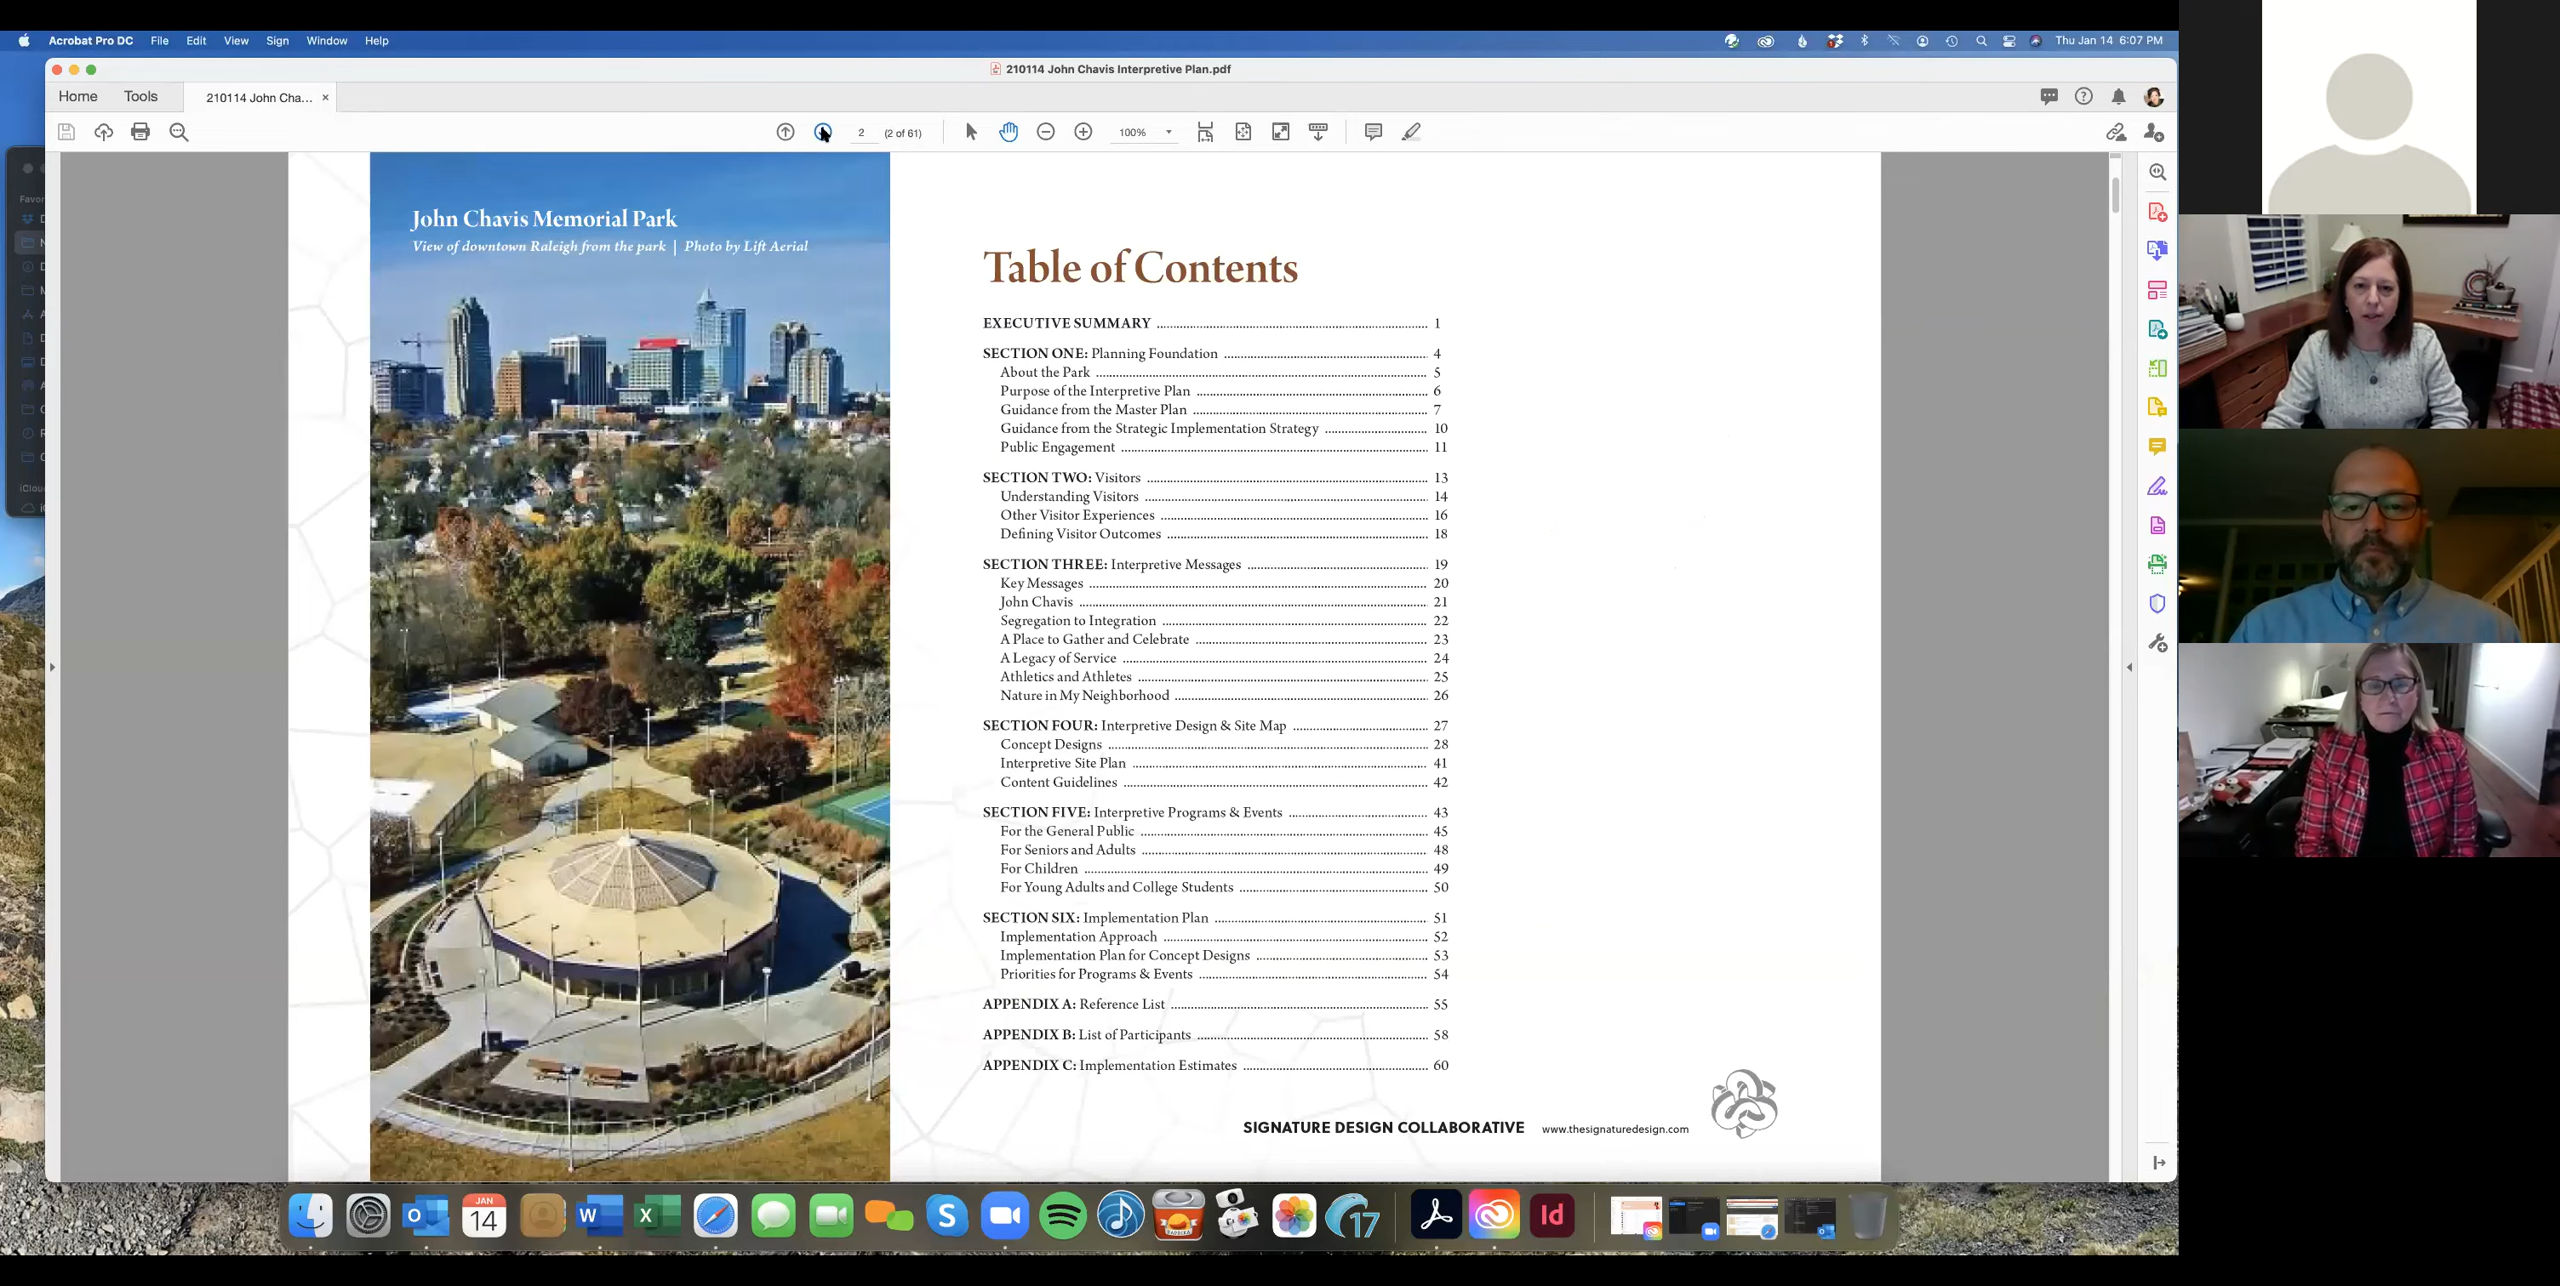 Acrobat Pro DC File Edit View Sign Window Help
Thu Jan 14 6:07 PM
210114 John Chavis Interpretive Plan.pdf
Home Tools 210114 John Cha... ×
2 (2 of 61) 100%
Favor
iClou
John Chavis Memorial Park
View of downtown Raleigh from the park | Photo by Lift Aerial
Table of Contents
EXECUTIVE SUMMARY 1
SECTION ONE: Planning Foundation 4
About the Park 5
Purpose of the Interpretive Plan 6
Guidance from the Master Plan 7
Guidance from the Strategic Implementation Strategy 10
Public Engagement 11
SECTION TWO: Visitors 13
Understanding Visitors 14
Other Visitor Experiences 16
Defining Visitor Outcomes 18
SECTION THREE: Interpretive Messages 19
Key Messages 20
John Chavis 21
Segregation to Integration 22
A Place to Gather and Celebrate 23
A Legacy of Service 24
Athletics and Athletes 25
Nature in My Neighborhood 26
SECTION FOUR: Interpretive Design & Site Map 27
Concept Designs 28
Interpretive Site Plan 41
Content Guidelines 42
SECTION FIVE: Interpretive Programs & Events 43
For the General Public 45
For Seniors and Adults 48
For Children 49
For Young Adults and College Students 50
SECTION SIX: Implementation Plan 51
Implementation Approach 52
Implementation Plan for Concept Designs 53
Priorities for Programs & Events 54
APPENDIX A: Reference List 55
APPENDIX B: List of Participants 58
APPENDIX C: Implementation Estimates 60
SIGNATURE DESIGN COLLABORATIVE www.thesignaturedesign.com
JAN
14
O
W
X
S
17
Id